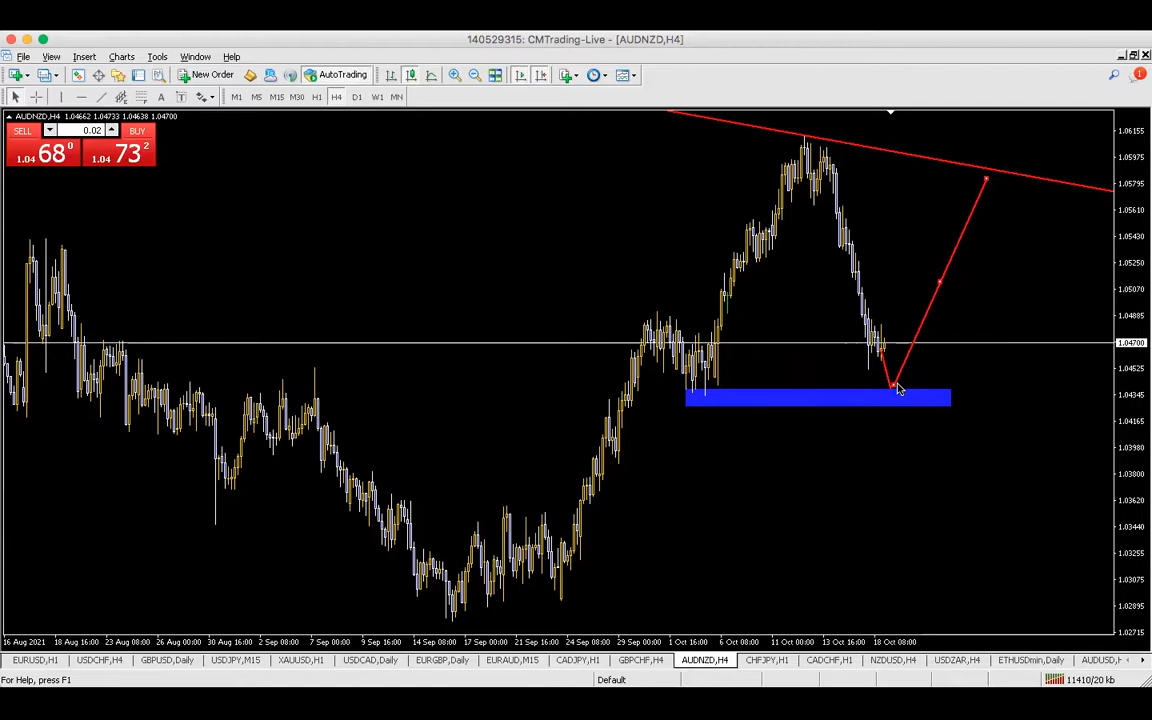 140529315: CMTrading-Live - [AUDNZD,H4]
File View Insert Charts Tools Window Help
New Order AutoTrading 1
A T M1 M5 M15 M30 H1 H4 D1 W1 MN
AUDNZD,H4 1.04662 1.04733 1.04638 1.04700
SELL 0.02 BUY
1.04 68 0 1.04 73 2
1.06155
1.05975
1.05795
1.05610
1.05430
1.05250
1.05070
1.04885
1.04700
1.04525
1.04345
1.04165
1.03980
1.03800
1.03620
1.03440
1.03255
1.03075
1.02895
1.02715
16 Aug 2021 18 Aug 16:00 23 Aug 08:00 26 Aug 00:00 30 Aug 16:00 2 Sep 08:00 7 Sep 00:00 9 Sep 16:00 14 Sep 08:00 17 Sep 00:00 21 Sep 16:00 24 Sep 08:00 29 Sep 00:00 1 Oct 16:00 6 Oct 08:00 11 Oct 00:00 13 Oct 16:00 18 Oct 08:00
EURUSD,H1 USDCHF,H4 GBPUSD,Daily USDJPY,M15 XAUUSD,H1 USDCAD,Daily EURGBP,Daily EURAUD,M15 CADJPY,H1 GBPCHF,H4 AUDNZD,H4 CHFJPY,H1 CADCHF,H1 NZDUSD,H4 USDZAR,H4 ETHUSDmin,Daily AUDUSD,H
For Help, press F1 Default 11410/20 kb